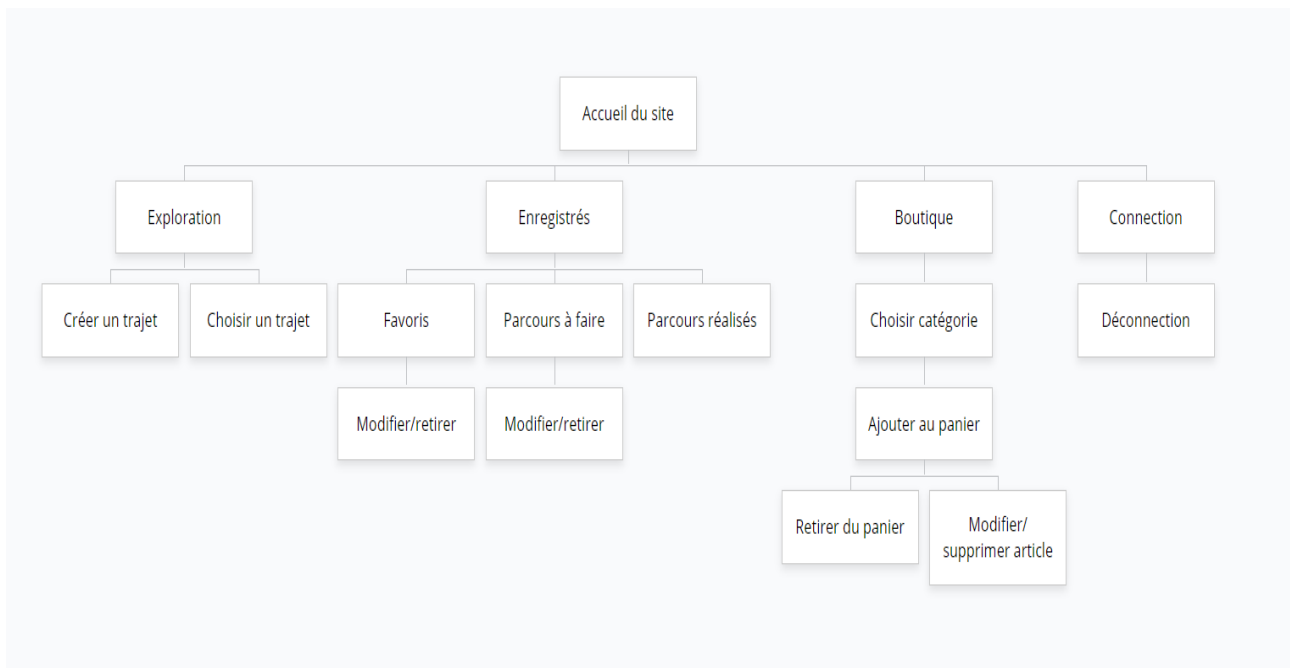 Accueil du site
Exploration
Enregistrés
Boutique
Connection
Créer un trajet
Choisir un trajet
Favoris
Parcours à faire
Parcours réalisés
Choisir catégorie
Déconnection
Modifier/retirer
Modifier/retirer
Ajouter au panier
Retirer du panier
Modifier/
supprimer article